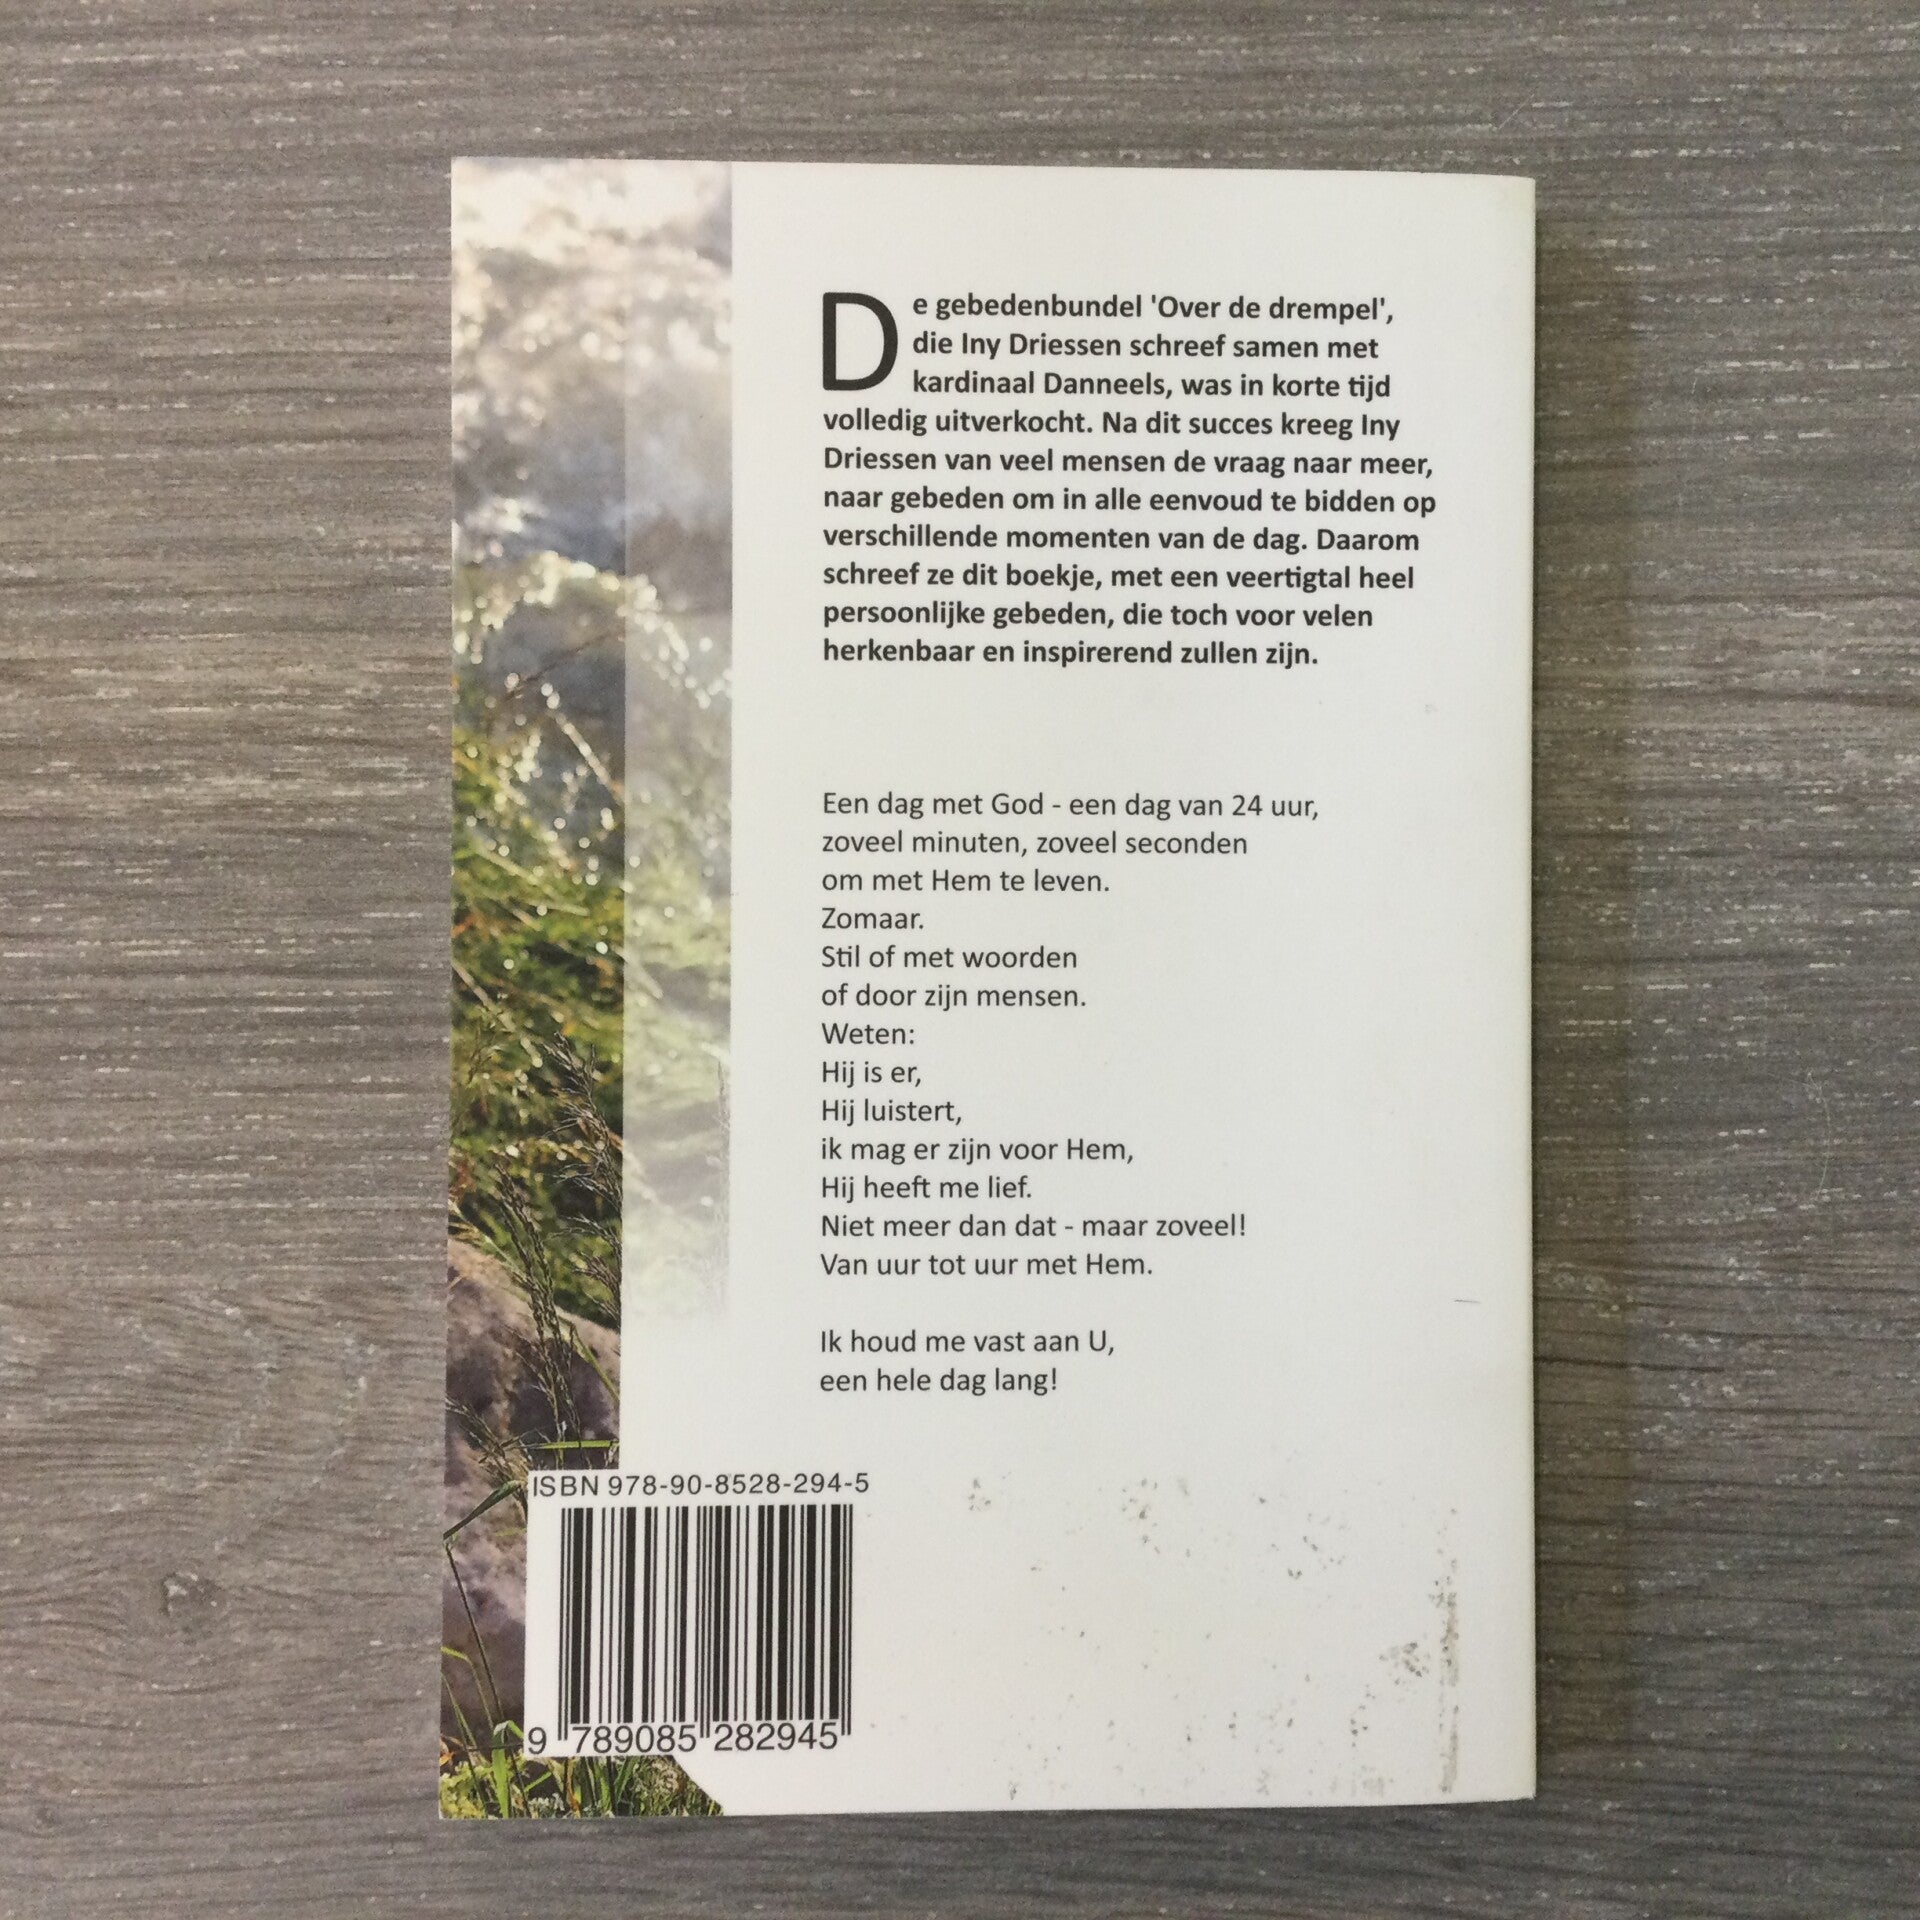 De gebedenbundel 'Over de drempel',
die Iny Driessen schreef samen met
kardinaal Danneels, was in korte tijd
volledig uitverkocht. Na dit succes kreeg Iny
Driessen van veel mensen de vraag naar meer,
naar gebeden om in alle eenvoud te bidden op
verschillende momenten van de dag. Daarom
schreef ze dit boekje, met een veertigtal heel
persoonlijke gebeden, die toch voor velen
herkenbaar en inspirerend zullen zijn.
Een dag met God - een dag van 24 uur,
zoveel minuten, zoveel seconden
om met Hem te leven.
Zomaar.
Stil of met woorden
of door zijn mensen.
Weten:
Hij is er,
Hij luistert,
ik mag er zijn voor Hem,
Hij heeft me lief.
Niet meer dan dat - maar zoveel!
Van uur tot uur met Hem.
Ik houd me vast aan U,
een hele dag lang!
ISBN 978-90-8528-294-5
9 789085 282945